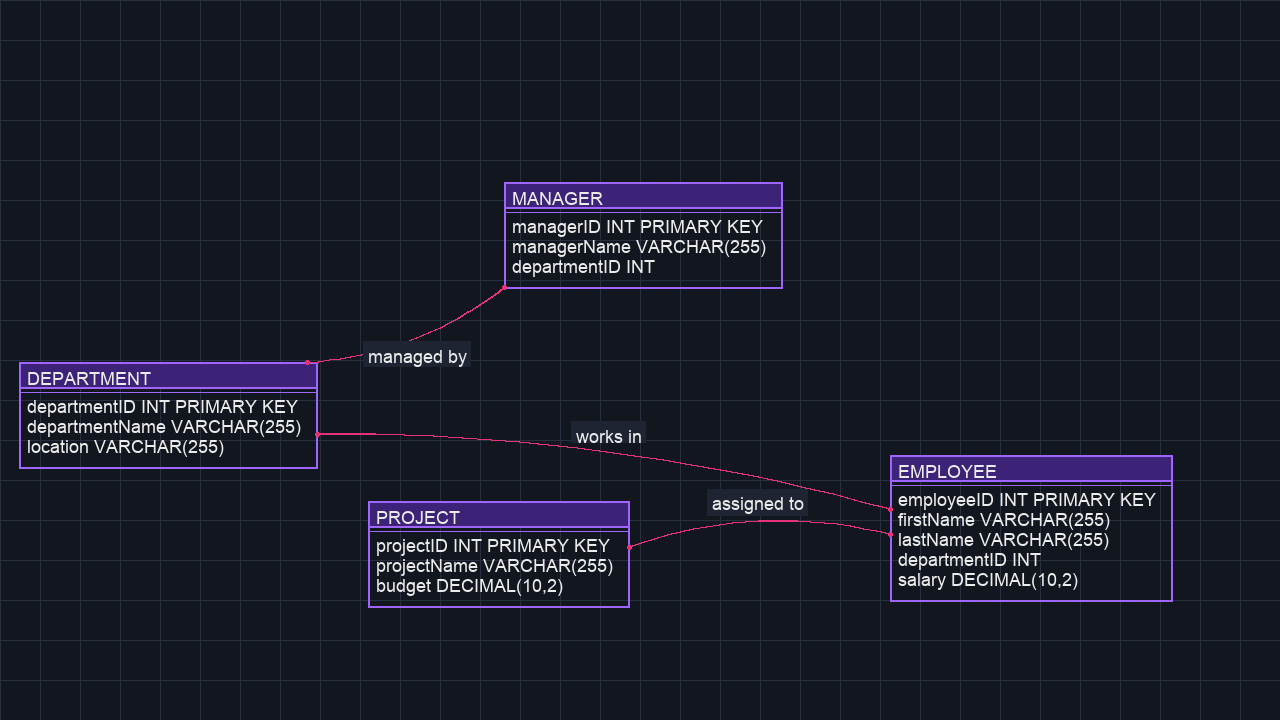 MANAGER
managerID INT PRIMARY KEY
managerName VARCHAR(255)
departmentID INT
managed by
DEPARTMENT
departmentID INT PRIMARY KEY
departmentName VARCHAR(255)
location VARCHAR(255)
works in
EMPLOYEE
employeeID INT PRIMARY KEY
firstName VARCHAR(255)
lastName VARCHAR(255)
departmentID INT
salary DECIMAL(10,2)
assigned to
PROJECT
projectID INT PRIMARY KEY
projectName VARCHAR(255)
budget DECIMAL(10,2)